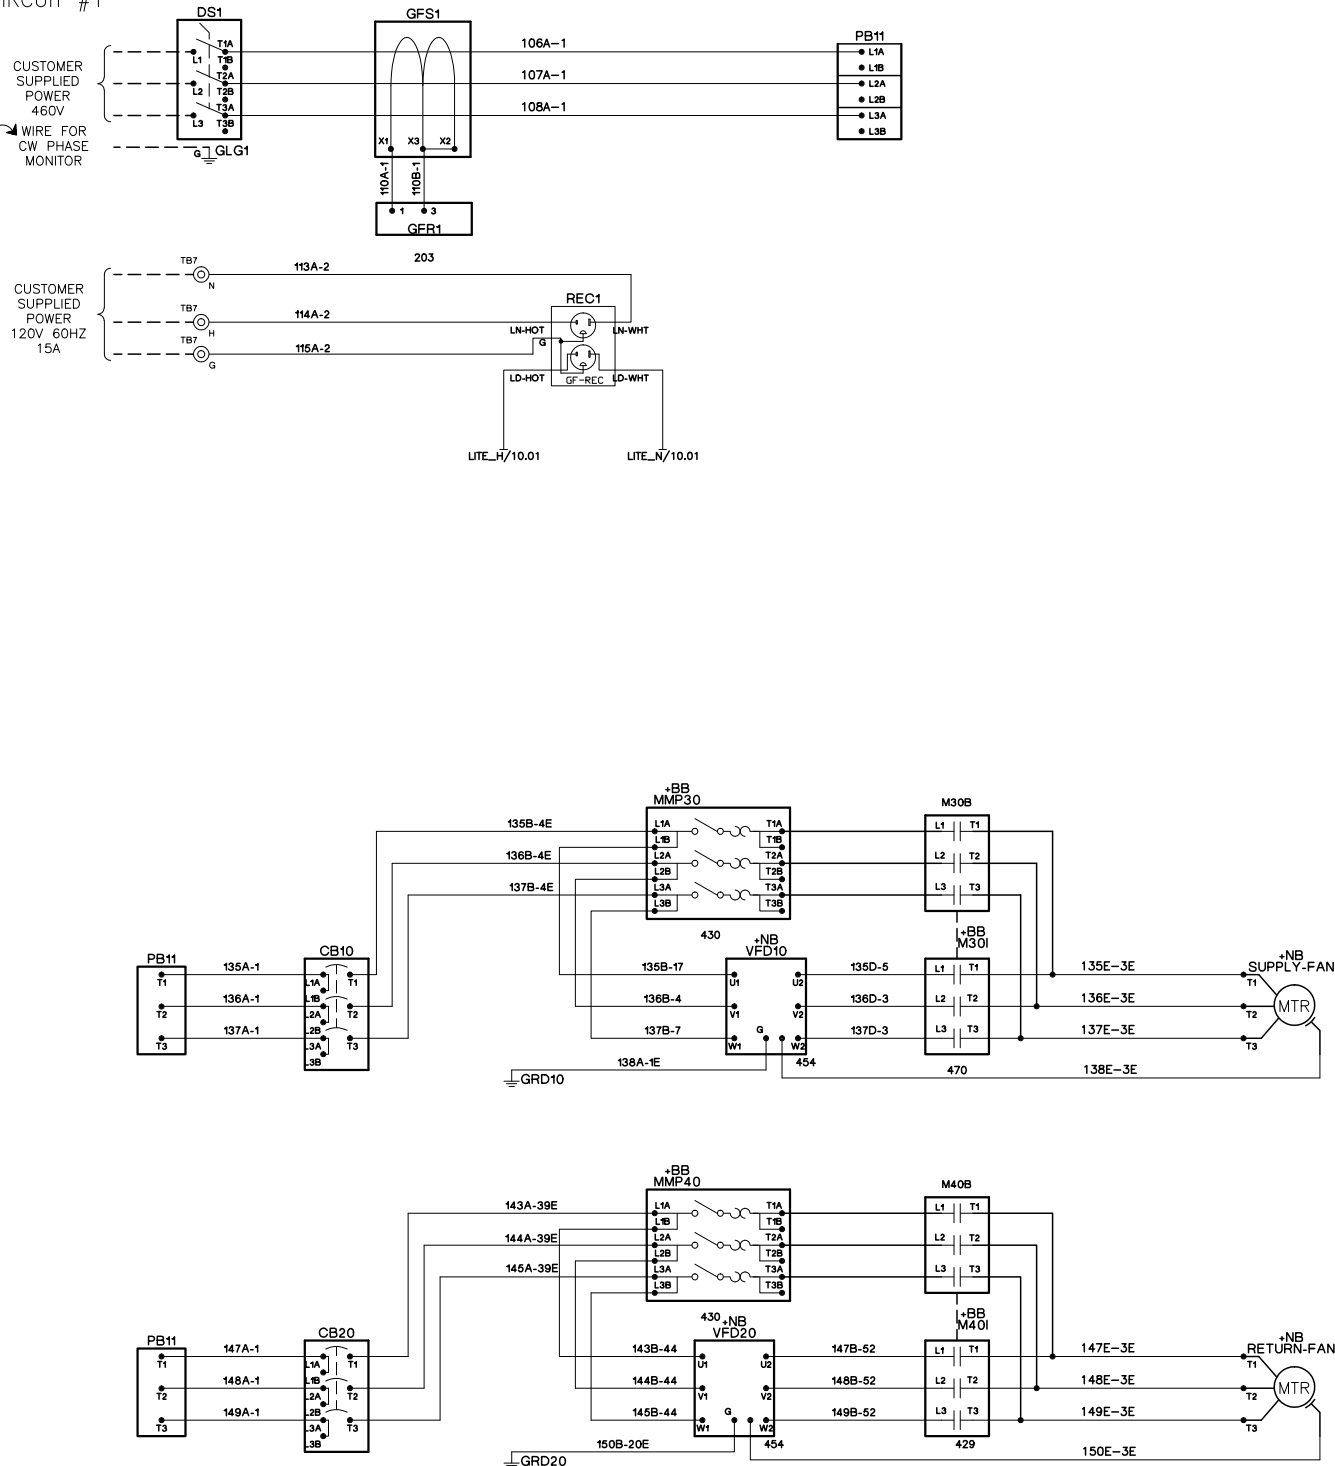 #1
DS1
GFS1
PB11
CUSTOMER
SUPPLIED
POWER
460V
WIRE FOR
CW PHASE
MONITOR
L1
L2
L3
T1A
T1B
T2A
T2B
T3A
T3B
G
GLG1
106A-1
107A-1
108A-1
L1A
L1B
L2A
L2B
L3A
L3B
X1
X3
X2
110A-1
110B-1
1
3
GFR1
203
CUSTOMER
SUPPLIED
POWER
120V 60HZ
15A
TB7
N
113A-2
TB7
H
114A-2
TB7
G
115A-2
REC1
LN-HOT
LN-WHT
G
LD-HOT
GF-REC
LD-WHT
LITE_H/10.01
LITE_N/10.01
+BB
MMP30
M30B
135B-4E
136B-4E
137B-4E
L1A
L1B
L2A
L2B
L3A
L3B
T1A
T1B
T2A
T2B
T3A
T3B
L1
T1
L2
T2
L3
T3
430
+NB
VFD10
+BB
M30I
PB11
T1
T2
T3
135A-1
136A-1
137A-1
CB10
L1A
L1B
L2A
L2B
L3A
L3B
T1
T2
T3
135B-17
136B-4
137B-7
U1
V1
W1
G
U2
V2
W2
454
135D-5
136D-3
137D-3
L1
T1
L2
T2
L3
T3
470
135E-3E
136E-3E
137E-3E
138E-3E
+NB
SUPPLY-FAN
T1
T2
T3
MTR
138A-1E
GRD10
+BB
MMP40
M40B
143A-39E
144A-39E
145A-39E
L1A
L1B
L2A
L2B
L3A
L3B
T1A
T1B
T2A
T2B
T3A
T3B
L1
T1
L2
T2
L3
T3
430
+NB
VFD20
+BB
M40I
PB11
T1
T2
T3
147A-1
148A-1
149A-1
CB20
L1A
L1B
L2A
L2B
L3A
L3B
T1
T2
T3
143B-44
144B-44
145B-44
U1
V1
W1
G
U2
V2
W2
454
147B-52
148B-52
149B-52
L1
T1
L2
T2
L3
T3
429
147E-3E
148E-3E
149E-3E
150E-3E
+NB
RETURN-FAN
T1
T2
T3
MTR
150B-20E
GRD20